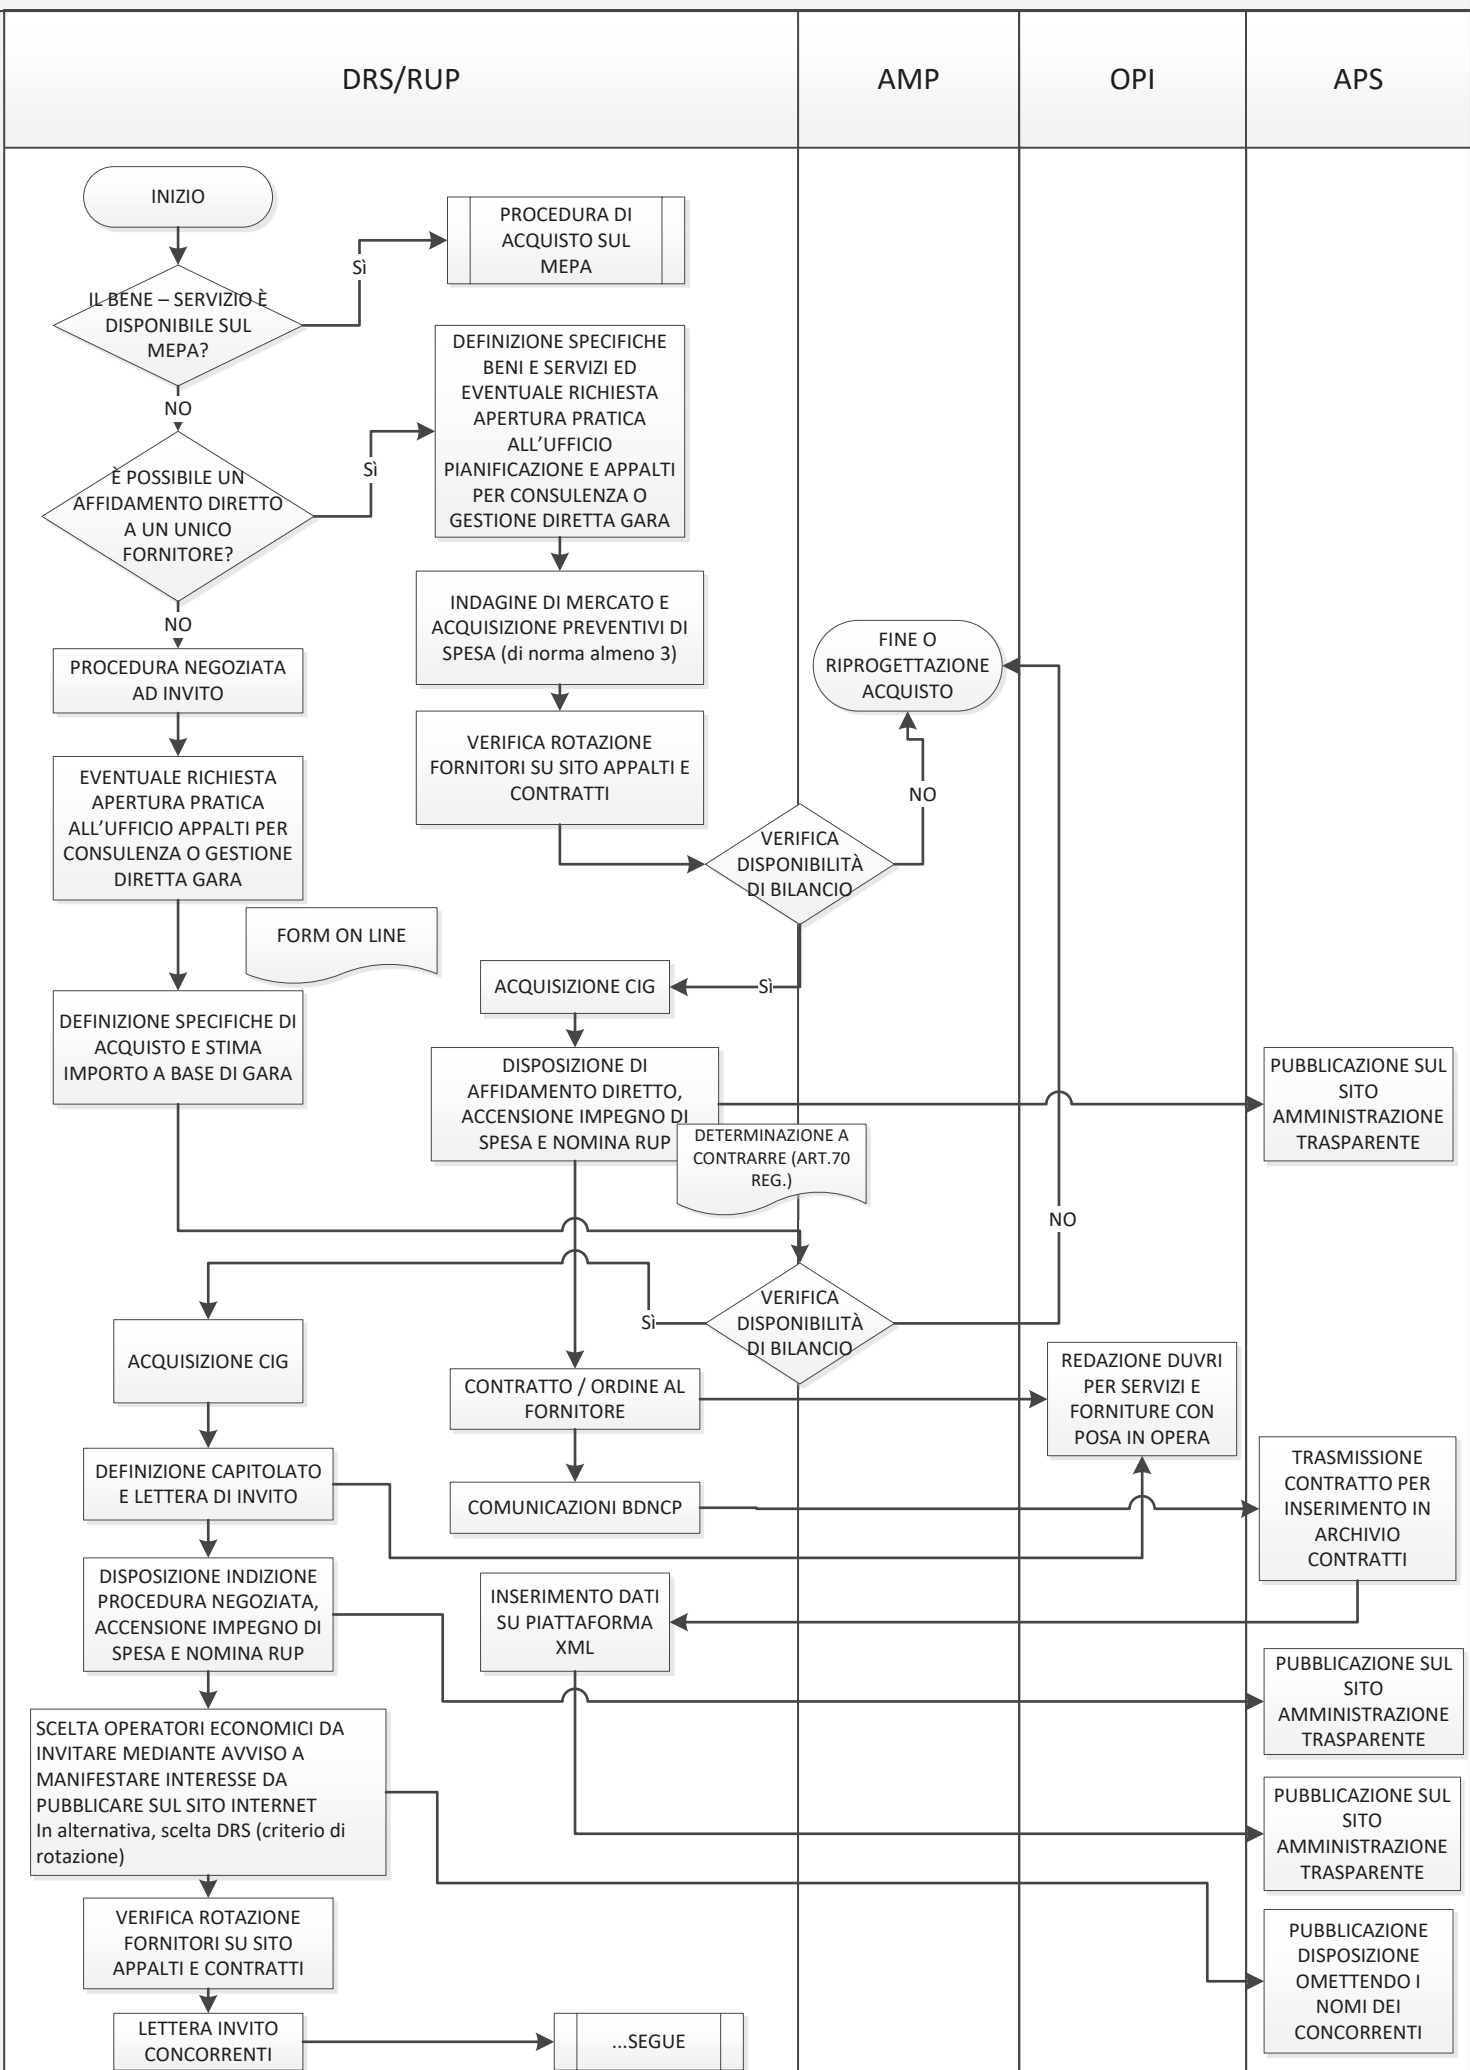 DRS/RUP
AMP
OPI
APS
INIZIO
PROCEDURA DI
ACQUISTO SUL
MEPA
Sì
IL BENE – SERVIZIO È
DISPONIBILE SUL
MEPA?
NO
DEFINIZIONE SPECIFICHE
BENI E SERVIZI ED
EVENTUALE RICHIESTA
APERTURA PRATICA
ALL'UFFICIO
PIANIFICAZIONE E APPALTI
PER CONSULENZA O
GESTIONE DIRETTA GARA
Sì
È POSSIBILE UN
AFFIDAMENTO DIRETTO
A UN UNICO
FORNITORE?
NO
INDAGINE DI MERCATO E
ACQUISIZIONE PREVENTIVI DI
SPESA (di norma almeno 3)
FINE O
RIPROGETTAZIONE
ACQUISTO
PROCEDURA NEGOZIATA
AD INVITO
VERIFICA ROTAZIONE
FORNITORI SU SITO APPALTI E
CONTRATTI
NO
EVENTUALE RICHIESTA
APERTURA PRATICA
ALL'UFFICIO APPALTI PER
CONSULENZA O GESTIONE
DIRETTA GARA
VERIFICA
DISPONIBILITÀ
DI BILANCIO
FORM ON LINE
ACQUISIZIONE CIG
Sì
DEFINIZIONE SPECIFICHE DI
ACQUISTO E STIMA
IMPORTO A BASE DI GARA
DISPOSIZIONE DI
AFFIDAMENTO DIRETTO,
ACCENSIONE IMPEGNO DI
SPESA E NOMINA RUP
PUBBLICAZIONE SUL
SITO
AMMINISTRAZIONE
TRASPARENTE
DETERMINAZIONE A
CONTRARRE (ART.70
REG.)
NO
VERIFICA
DISPONIBILITÀ
DI BILANCIO
Sì
ACQUISIZIONE CIG
CONTRATTO / ORDINE AL
FORNITORE
REDAZIONE DUVRI
PER SERVIZI E
FORNITURE CON
POSA IN OPERA
DEFINIZIONE CAPITOLATO
E LETTERA DI INVITO
COMUNICAZIONI BDNCP
TRASMISSIONE
CONTRATTO PER
INSERIMENTO IN
ARCHIVIO
CONTRATTI
DISPOSIZIONE INDIZIONE
PROCEDURA NEGOZIATA,
ACCENSIONE IMPEGNO DI
SPESA E NOMINA RUP
INSERIMENTO DATI
SU PIATTAFORMA
XML
PUBBLICAZIONE SUL
SITO
AMMINISTRAZIONE
TRASPARENTE
SCELTA OPERATORI ECONOMICI DA
INVITARE MEDIANTE AVVISO A
MANIFESTARE INTERESSE DA
PUBBLICARE SUL SITO INTERNET
In alternativa, scelta DRS (criterio di
rotazione)
PUBBLICAZIONE SUL
SITO
AMMINISTRAZIONE
TRASPARENTE
VERIFICA ROTAZIONE
FORNITORI SU SITO
APPALTI E CONTRATTI
PUBBLICAZIONE
DISPOSIZIONE
OMETTENDO I
NOMI DEI
CONCORRENTI
LETTERA INVITO
CONCORRENTI
...SEGUE